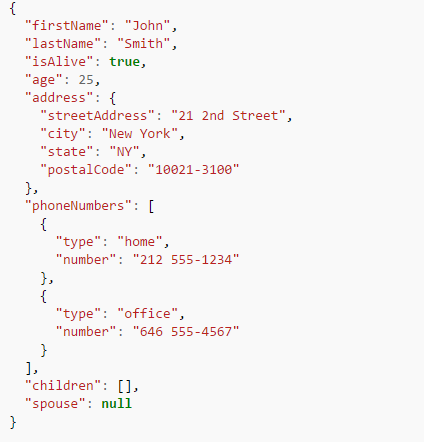 {
  "firstName": "John",
  "lastName": "Smith",
  "isAlive": true,
  "age": 25,
  "address": {
    "streetAddress": "21 2nd Street",
    "city": "New York",
    "state": "NY",
    "postalCode": "10021-3100"
  },
  "phoneNumbers": [
    {
      "type": "home",
      "number": "212 555-1234"
    },
    {
      "type": "office",
      "number": "646 555-4567"
    }
  ],
  "children": [],
  "spouse": null
}